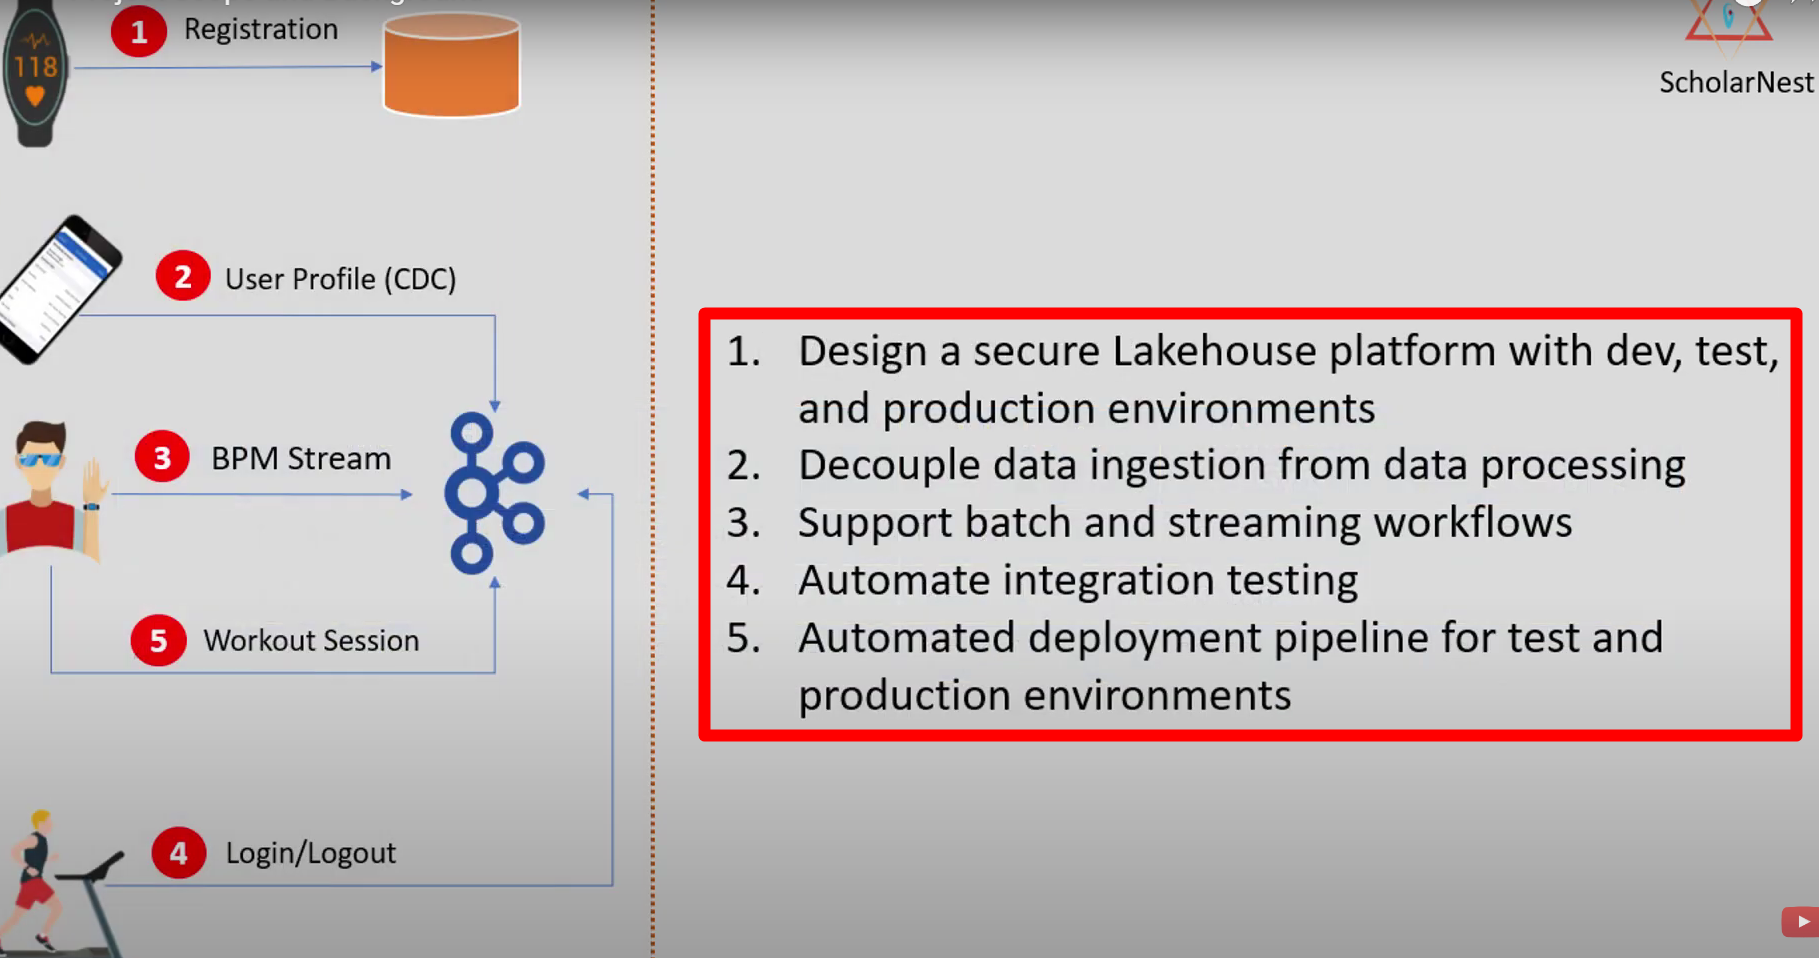 1 Registration
118
ScholarNest
2 User Profile (CDC)
3 BPM Stream
5 Workout Session
4 Login/Logout
1. Design a secure Lakehouse platform with dev, test,
and production environments
2. Decouple data ingestion from data processing
3. Support batch and streaming workflows
4. Automate integration testing
5. Automated deployment pipeline for test and
production environments